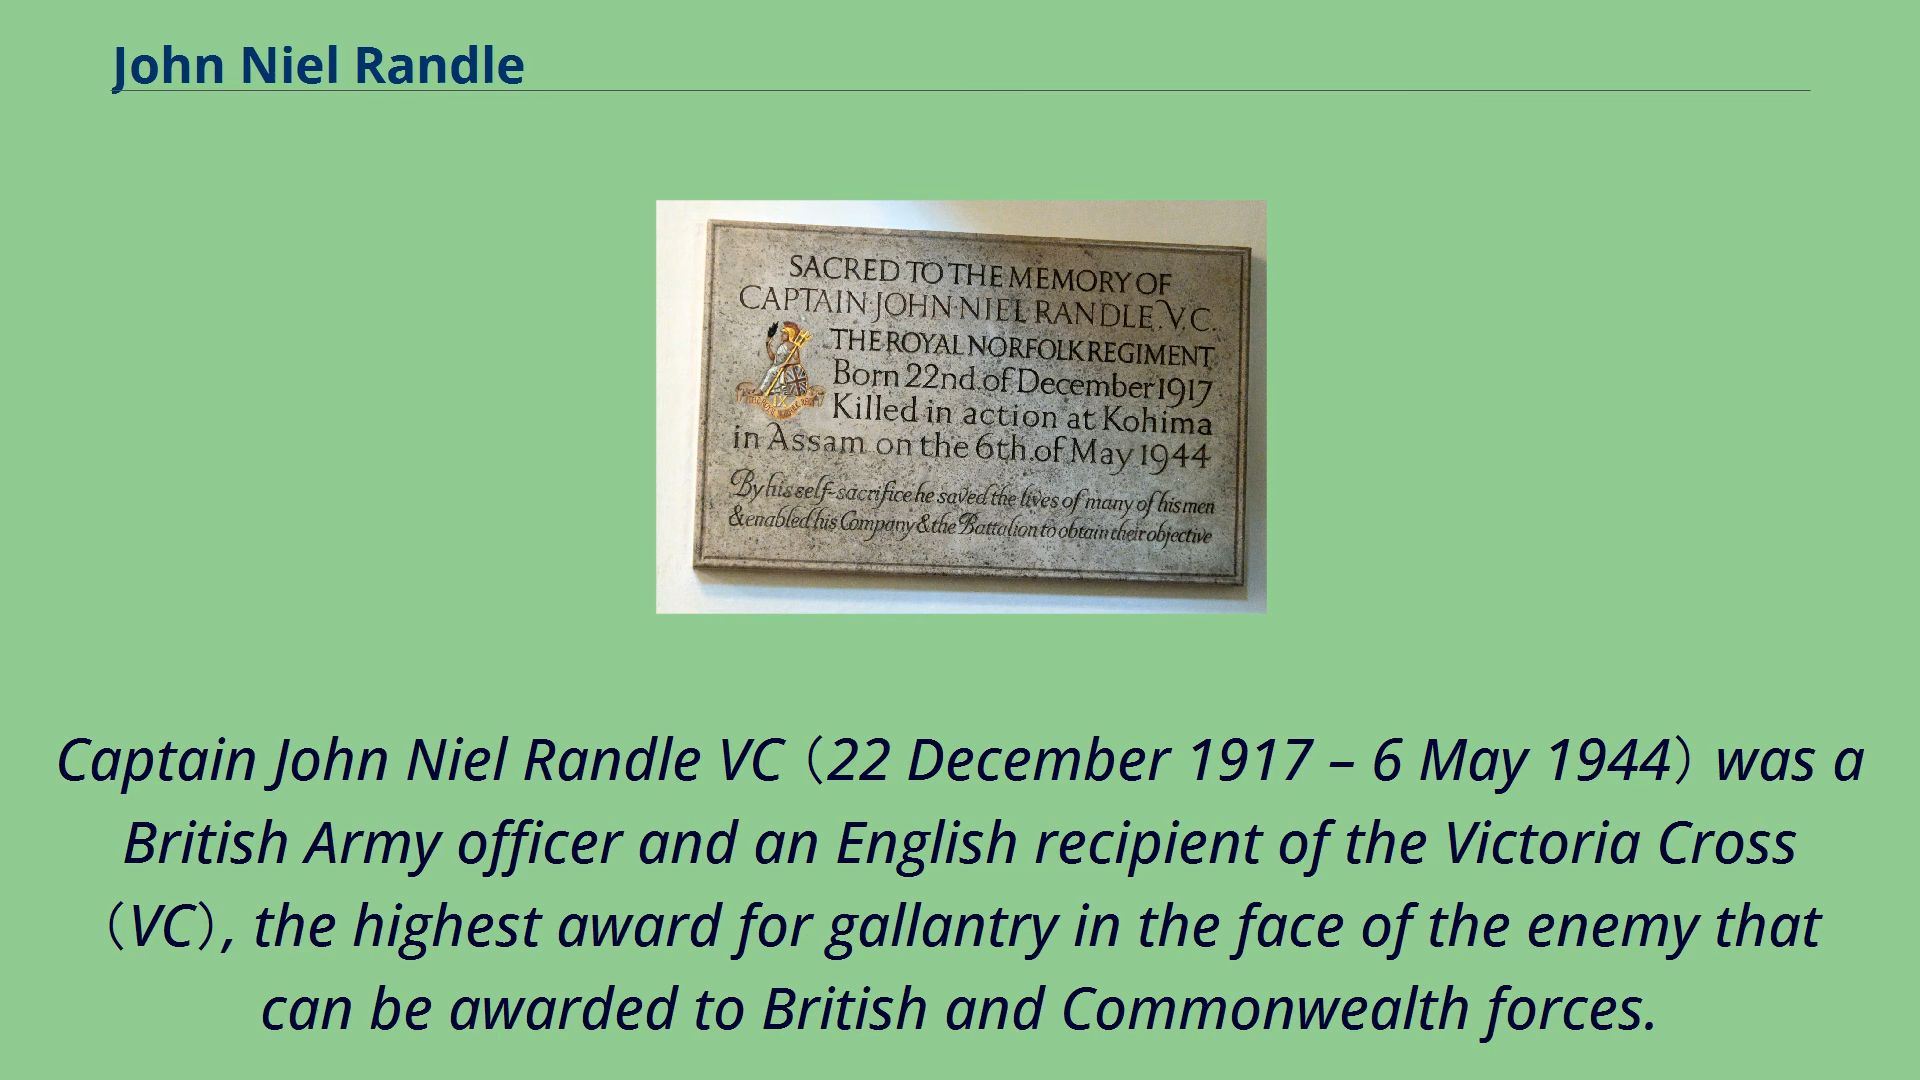 John Niel Randle
SACRED TO THE MEMORY OF
CAPTAIN·JOHN·NIEL RANDLE.V.C.
THE ROYAL NORFOLK REGIMENT
Born 22nd.of December 1917
Killed in action at Kohima
in Assam on the 6th.of May 1944
IX
By his self-sacrifice he saved the lives of many of his men
& enabled his Company & the Battalion to obtain their objective
Captain John Niel Randle VC (22 December 1917 – 6 May 1944) was a
British Army officer and an English recipient of the Victoria Cross
(VC), the highest award for gallantry in the face of the enemy that
can be awarded to British and Commonwealth forces.